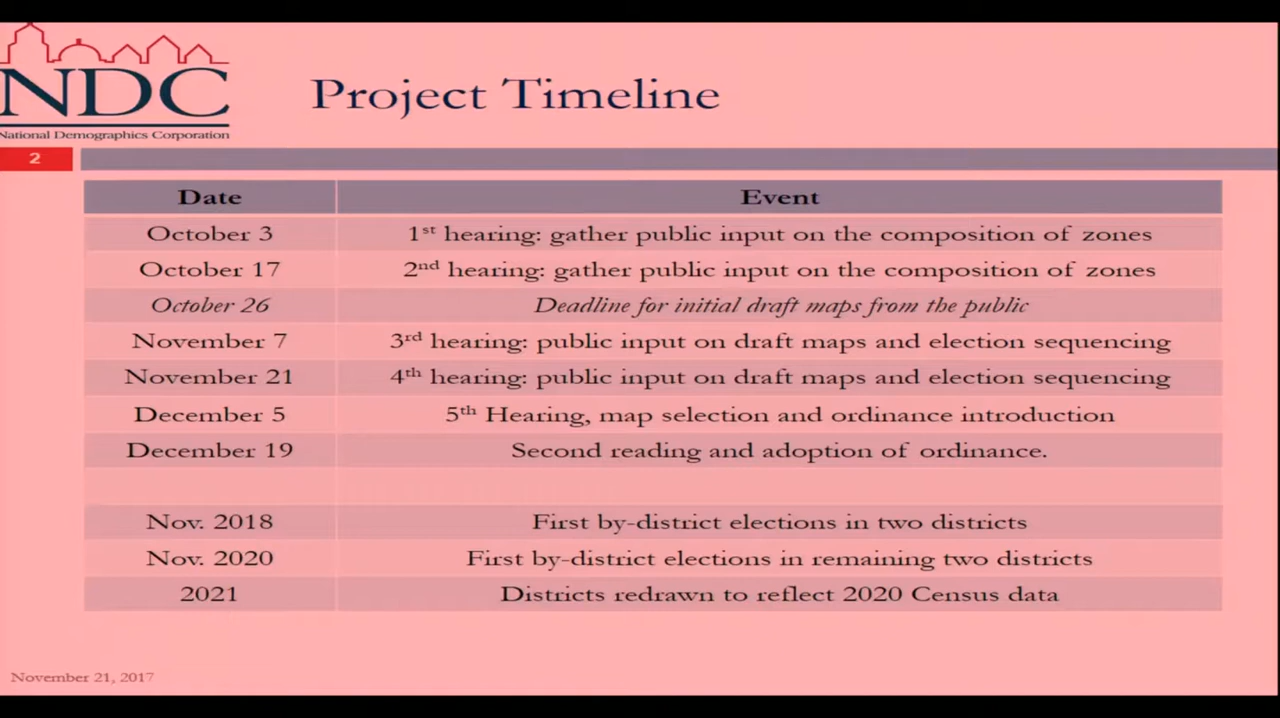 NDC
National Demographics Corporation
Project Timeline
2
Date Event
October 3 1st hearing: gather public input on the composition of zones
October 17 2nd hearing: gather public input on the composition of zones
October 26 Deadline for initial draft maps from the public
November 7 3rd hearing: public input on draft maps and election sequencing
November 21 4th hearing: public input on draft maps and election sequencing
December 5 5th Hearing, map selection and ordinance introduction
December 19 Second reading and adoption of ordinance.
Nov. 2018 First by-district elections in two districts
Nov. 2020 First by-district elections in remaining two districts
2021 Districts redrawn to reflect 2020 Census data
November 21, 2017